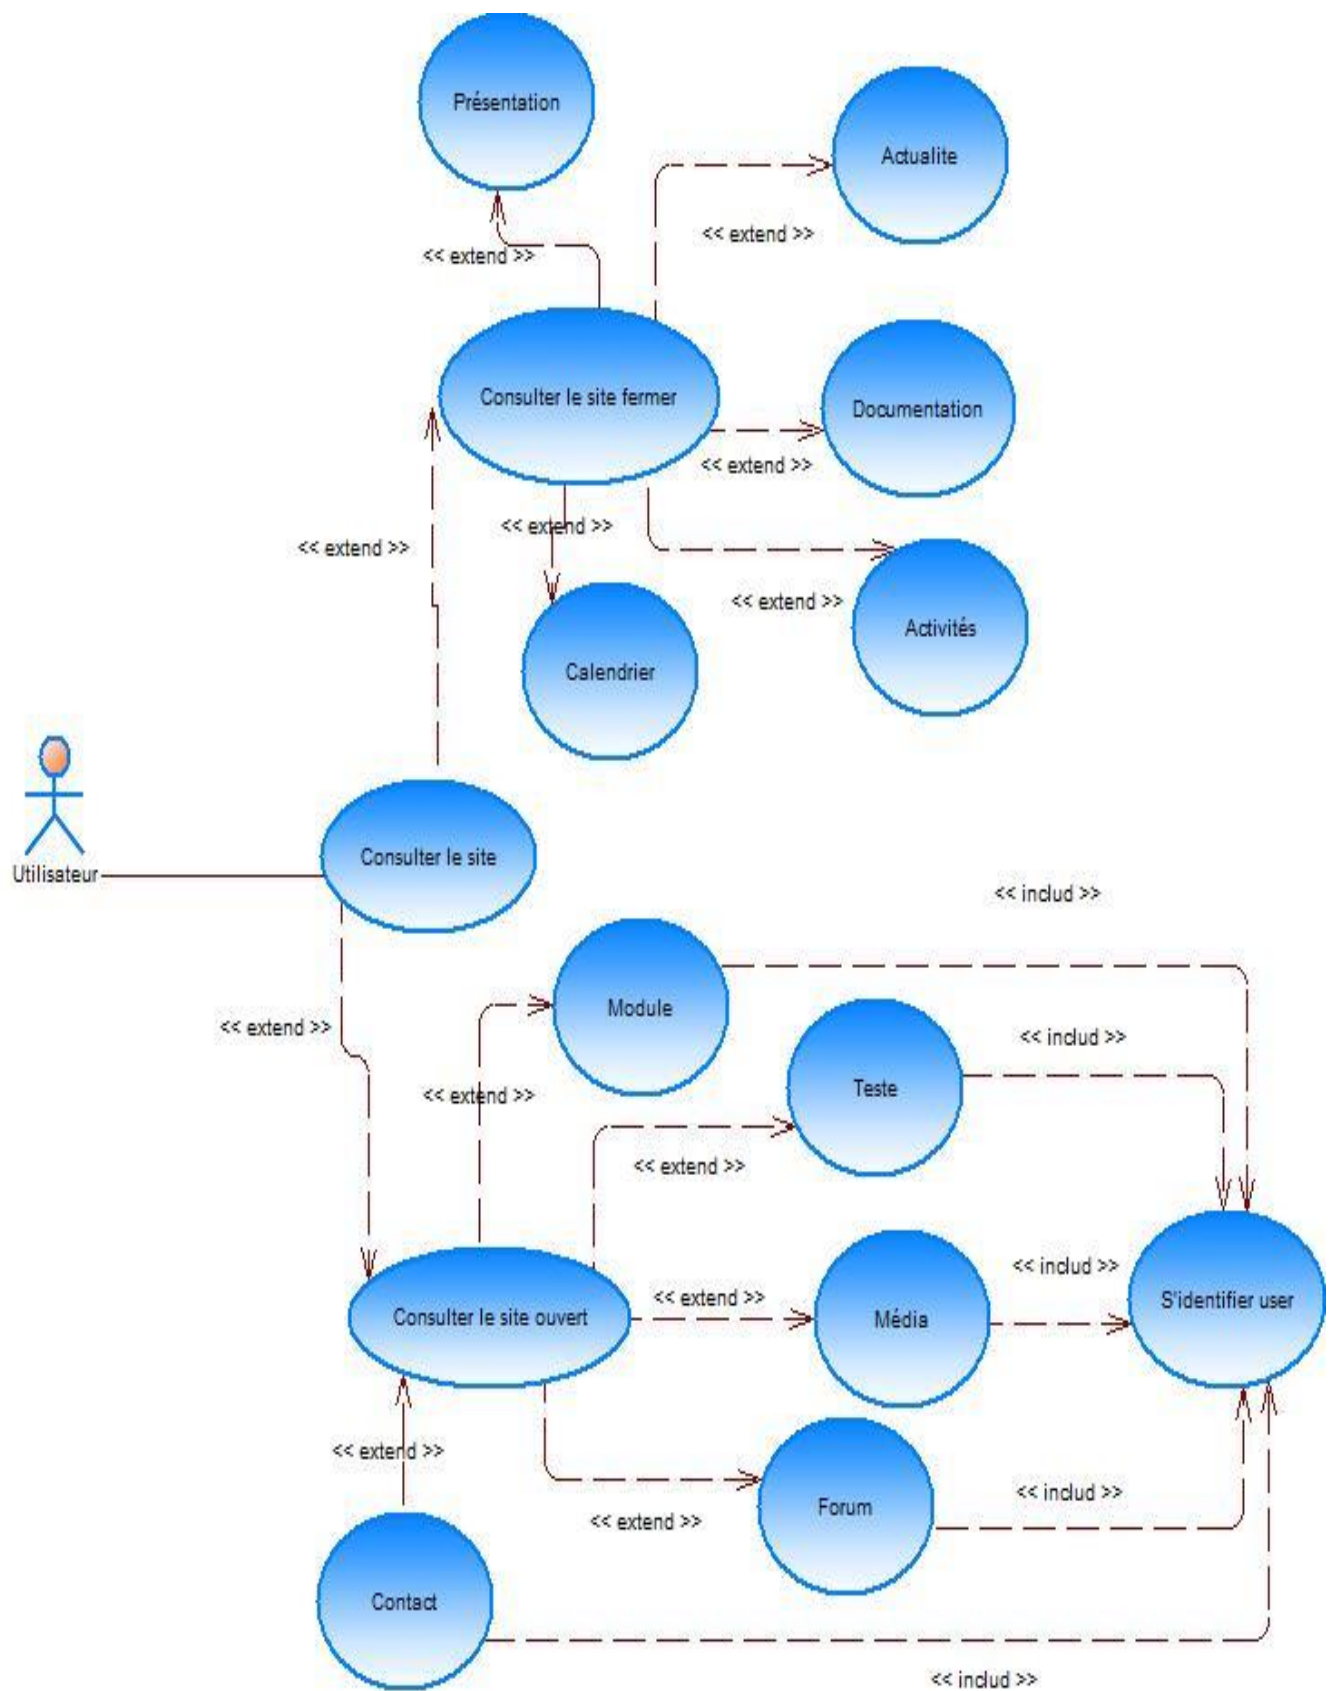 Présentation
Actualite
<< extend >>
<< extend >>
Consulter le site fermer
Documentation
<< extend >>
<< extend >>
<< extend >>
<< extend >>
Activités
Calendrier
Utilisateur
Consulter le site
<< includ >>
Module
<< extend >>
<< includ >>
Teste
<< extend >>
<< extend >>
<< includ >>
S'identifier user
<< extend >>
Consulter le site ouvert
Média
<< extend >>
<< includ >>
Forum
<< extend >>
Contact
<< includ >>